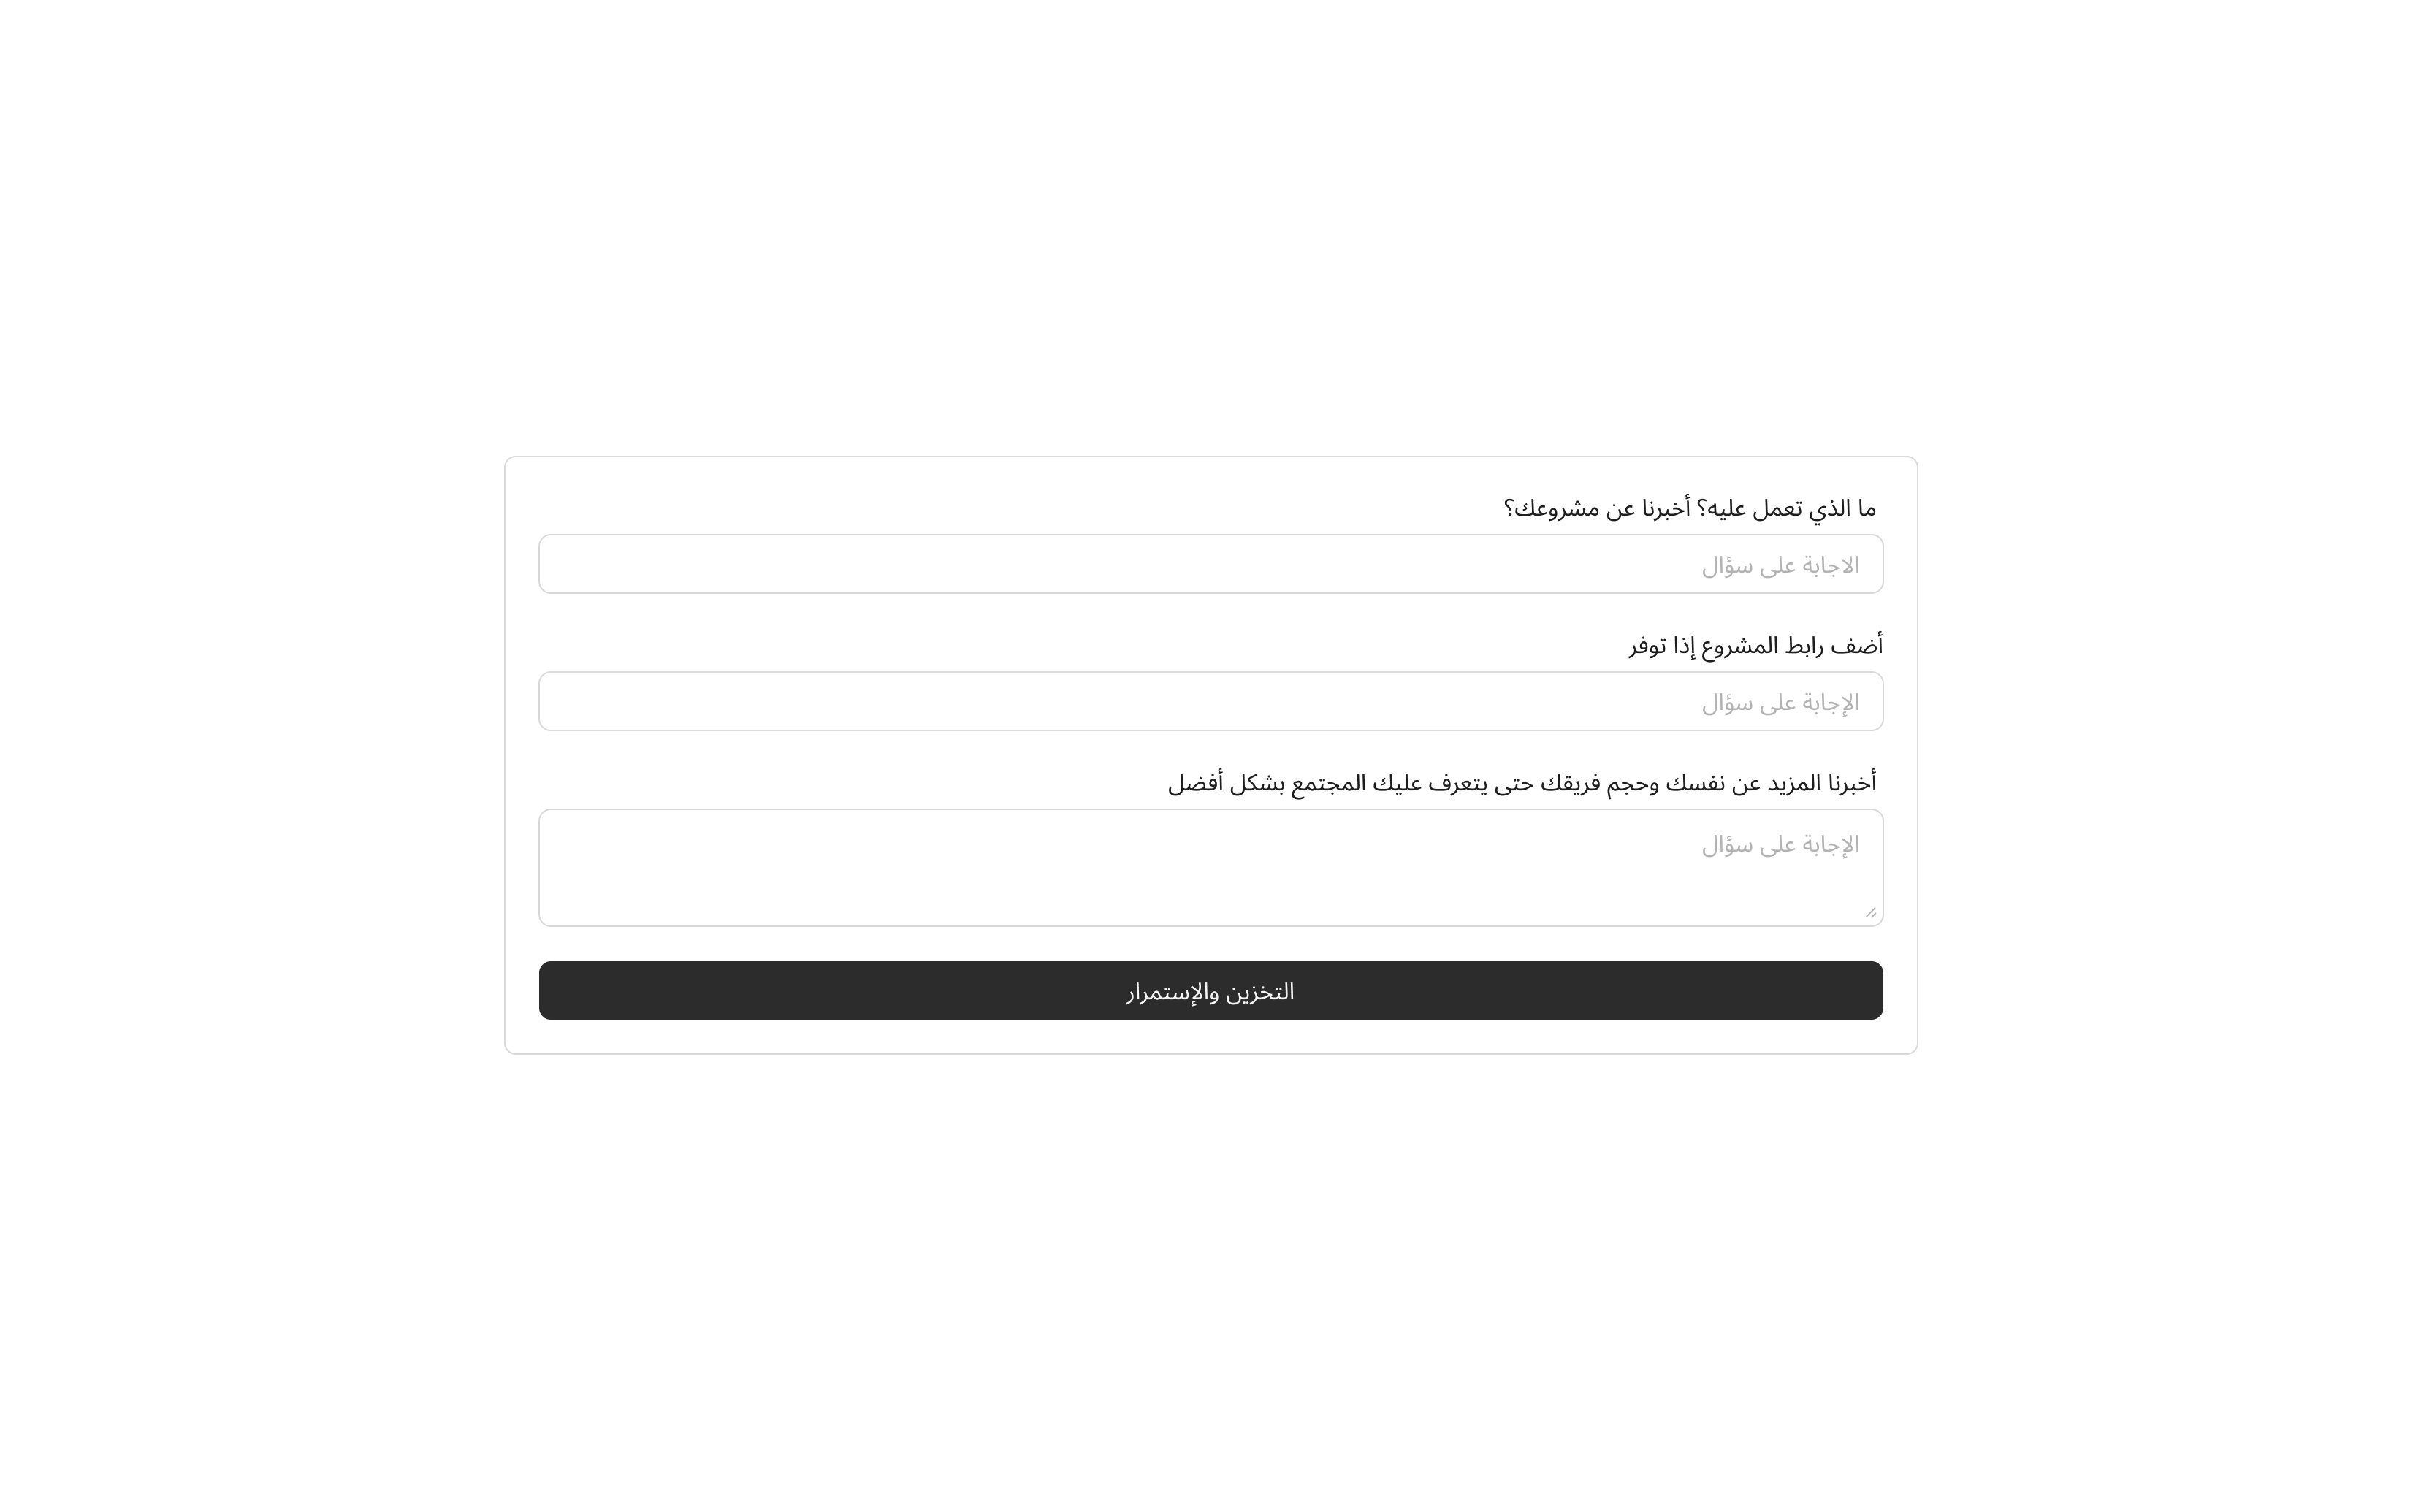 ما الذي تعمل عليه؟ أخبرنا عن مشروعك؟
الاجابة على سؤال
أضف رابط المشروع إذا توفر
الإجابة على سؤال
أخبرنا المزيد عن نفسك وحجم فريقك حتى يتعرف عليك المجتمع بشكل أفضل
الإجابة على سؤال
التخزين والإستمرار